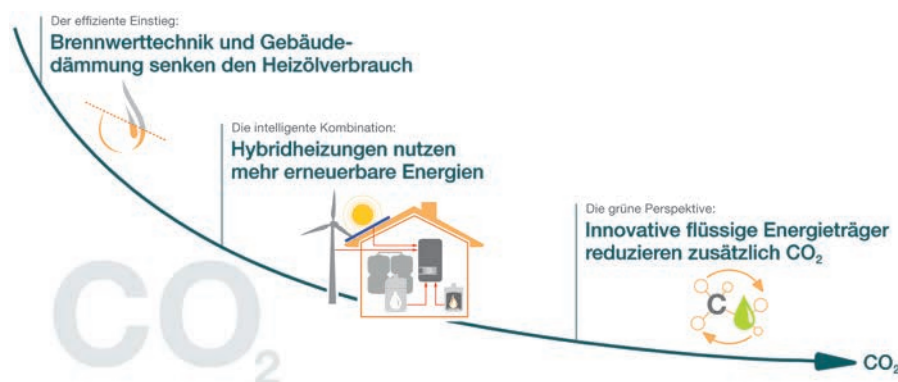 Der effiziente Einstieg:
Brennwerttechnik und Gebäude-
dämmung senken den Heizölverbrauch
Die intelligente Kombination:
Hybridheizungen nutzen
mehr erneuerbare Energien
Die grüne Perspektive:
Innovative flüssige Energieträger
reduzieren zusätzlich CO₂
C
CO₂
CO₂